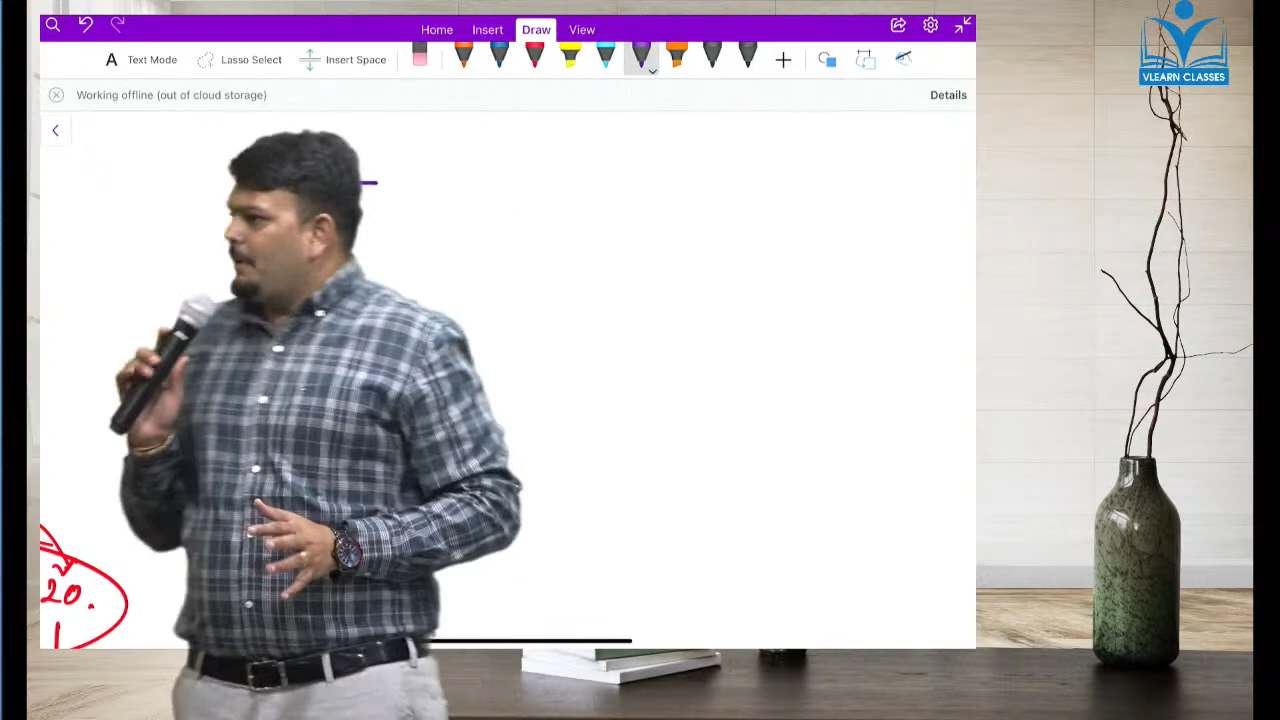 Home Insert Draw View
A Text Mode Lasso Select Insert Space
Working offline (out of cloud storage) Details
VLEARN CLASSES
20.